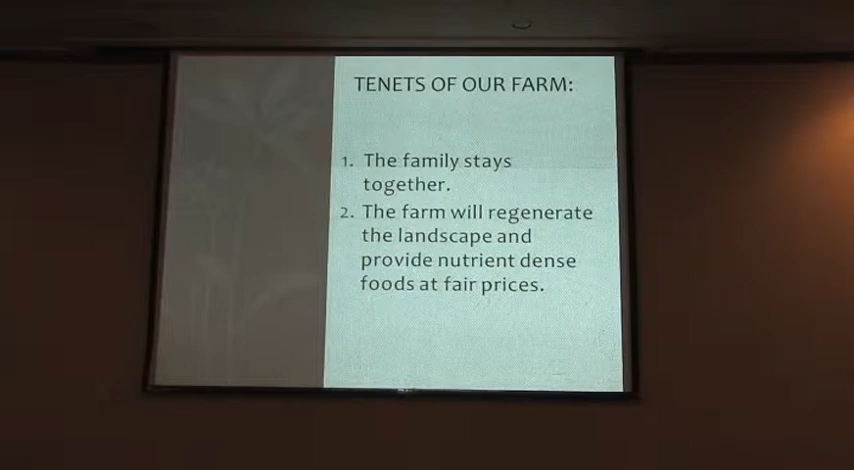 TENETS OF OUR FARM:
1. The family stays
together.
2. The farm will regenerate
the landscape and
provide nutrient dense
foods at fair prices.